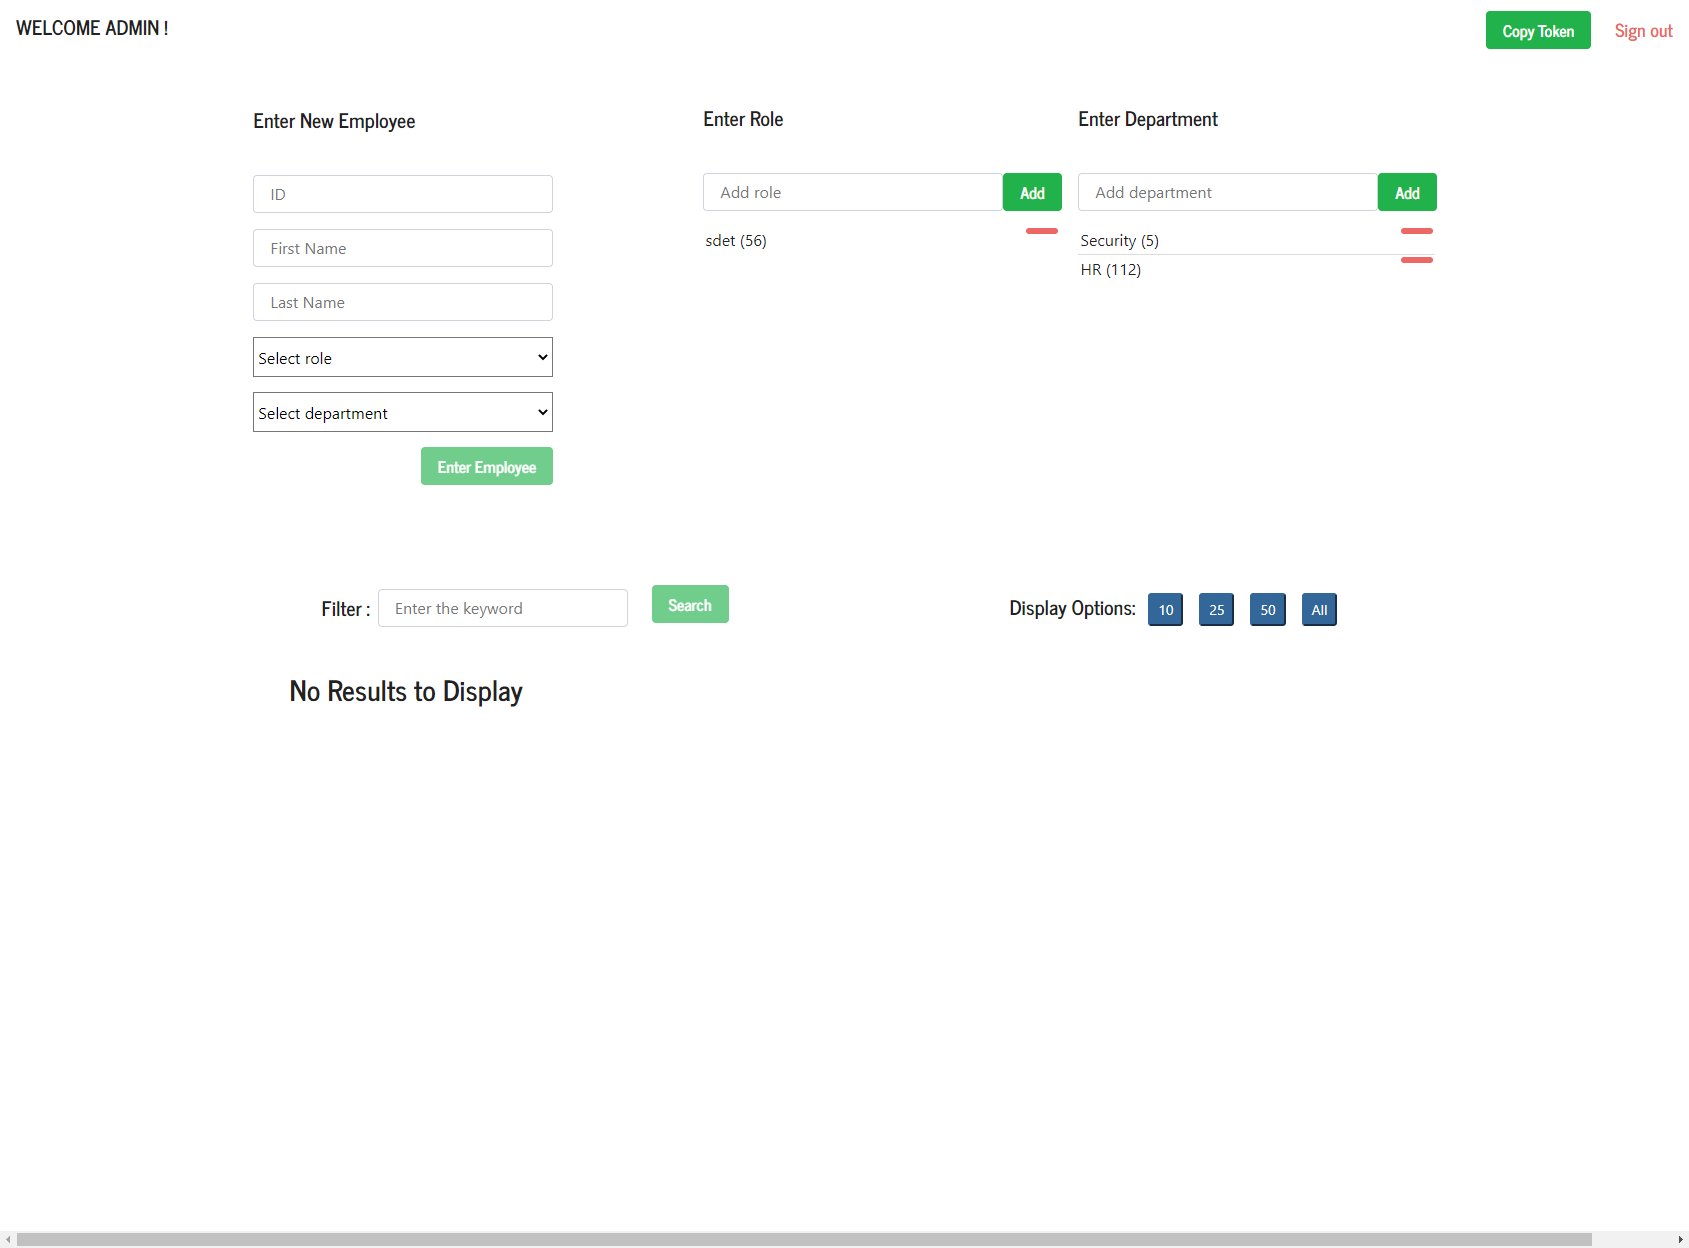 WELCOME ADMIN !
Copy Token
Sign out
Enter New Employee
ID
First Name
Last Name
Select role
Select department
Enter Employee
Enter Role
Add role
Add
sdet (56)
Enter Department
Add department
Add
Security (5)
HR (112)
Filter :
Enter the keyword
Search
Display Options:
10
25
50
All
No Results to Display